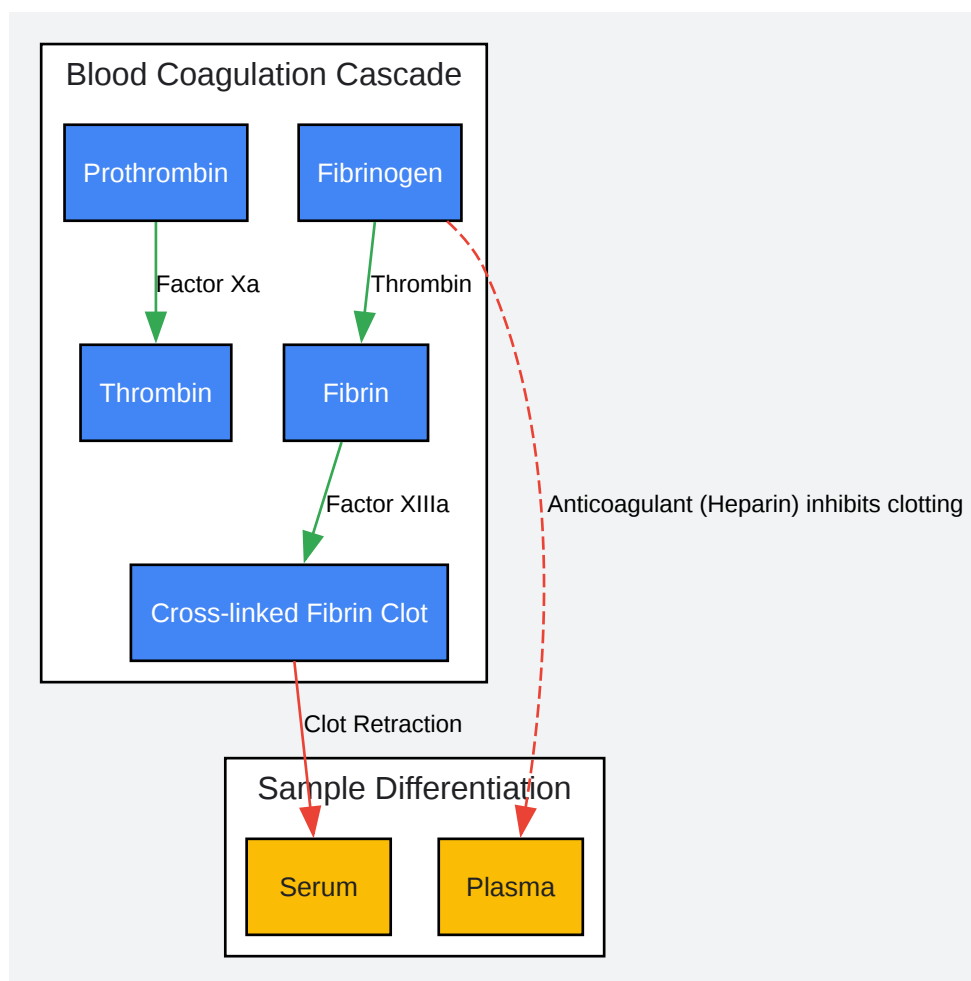 Blood Coagulation Cascade
Prothrombin
Fibrinogen
Factor Xa
Thrombin
Thrombin
Fibrin
Factor XIIIa
Anticoagulant (Heparin) inhibits clotting
Cross-linked Fibrin Clot
Clot Retraction
Sample Differentiation
Serum
Plasma